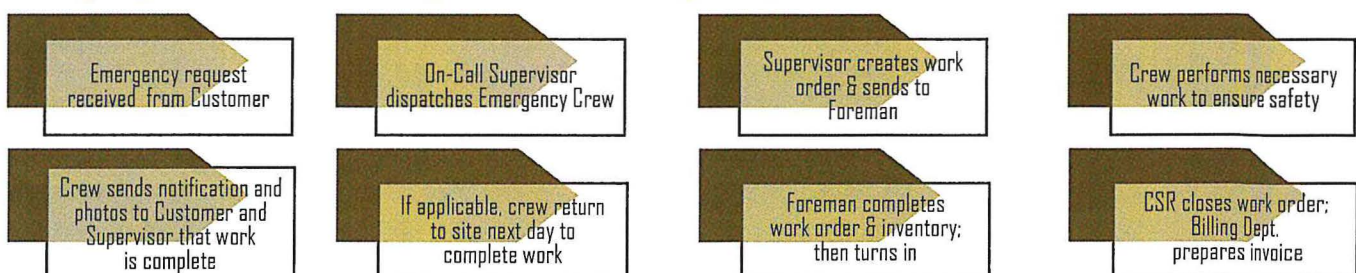 Emergency request
received from Customer
On-Call Supervisor
dispatches Emergency Crew
Supervisor creates work
order & sends to
Foreman
Crew performs necessary
work to ensure safety
Crew sends notification and
photos to Customer and
Supervisor that work
is complete
If applicable, crew return
to site next day to
complete work
Foreman completes
work order & inventory;
then turns in
CSR closes work order;
Billing Dept.
prepares invoice